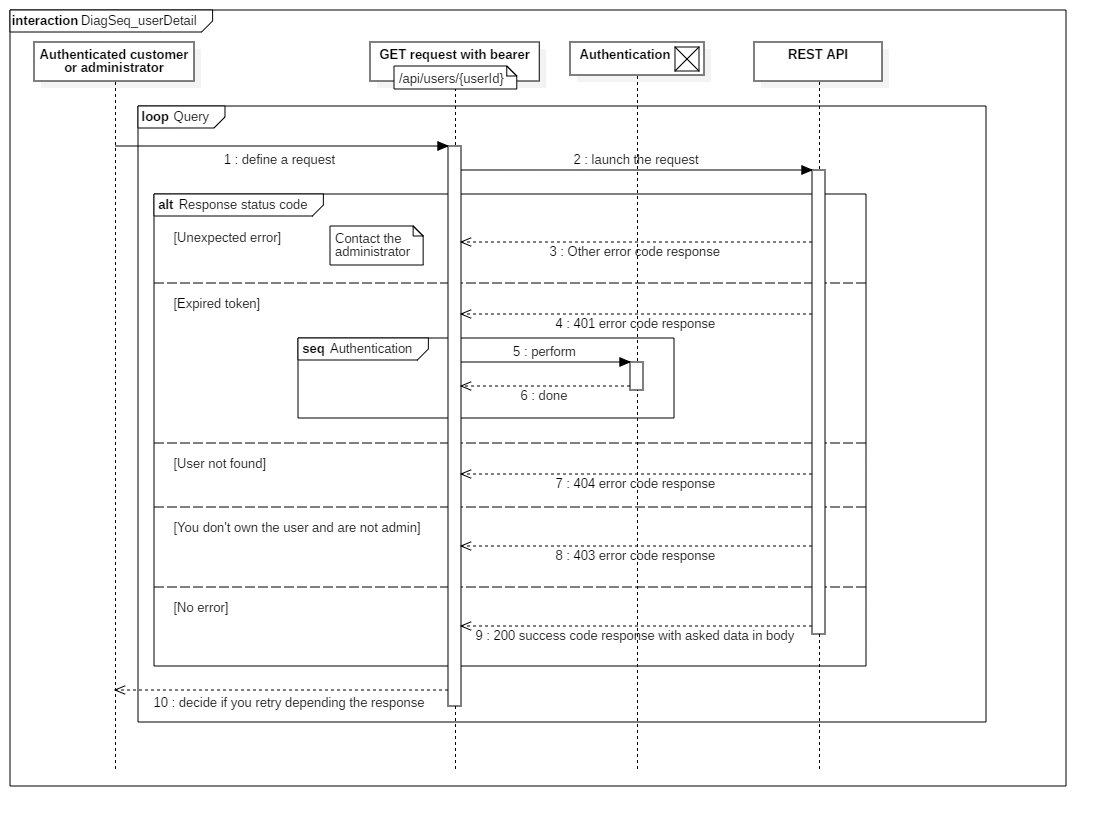 interaction DiagSeq_userDetail
Authenticated customer
or administrator
GET request with bearer
/api/users/{userId}
Authentication
REST API
loop Query
1 : define a request
2 : launch the request
alt Response status code
[Unexpected error]
Contact the
administrator
3 : Other error code response
[Expired token]
4 : 401 error code response
seq Authentication
5 : perform
6 : done
[User not found]
7 : 404 error code response
[You don't own the user and are not admin]
8 : 403 error code response
[No error]
9 : 200 success code response with asked data in body
10 : decide if you retry depending the response